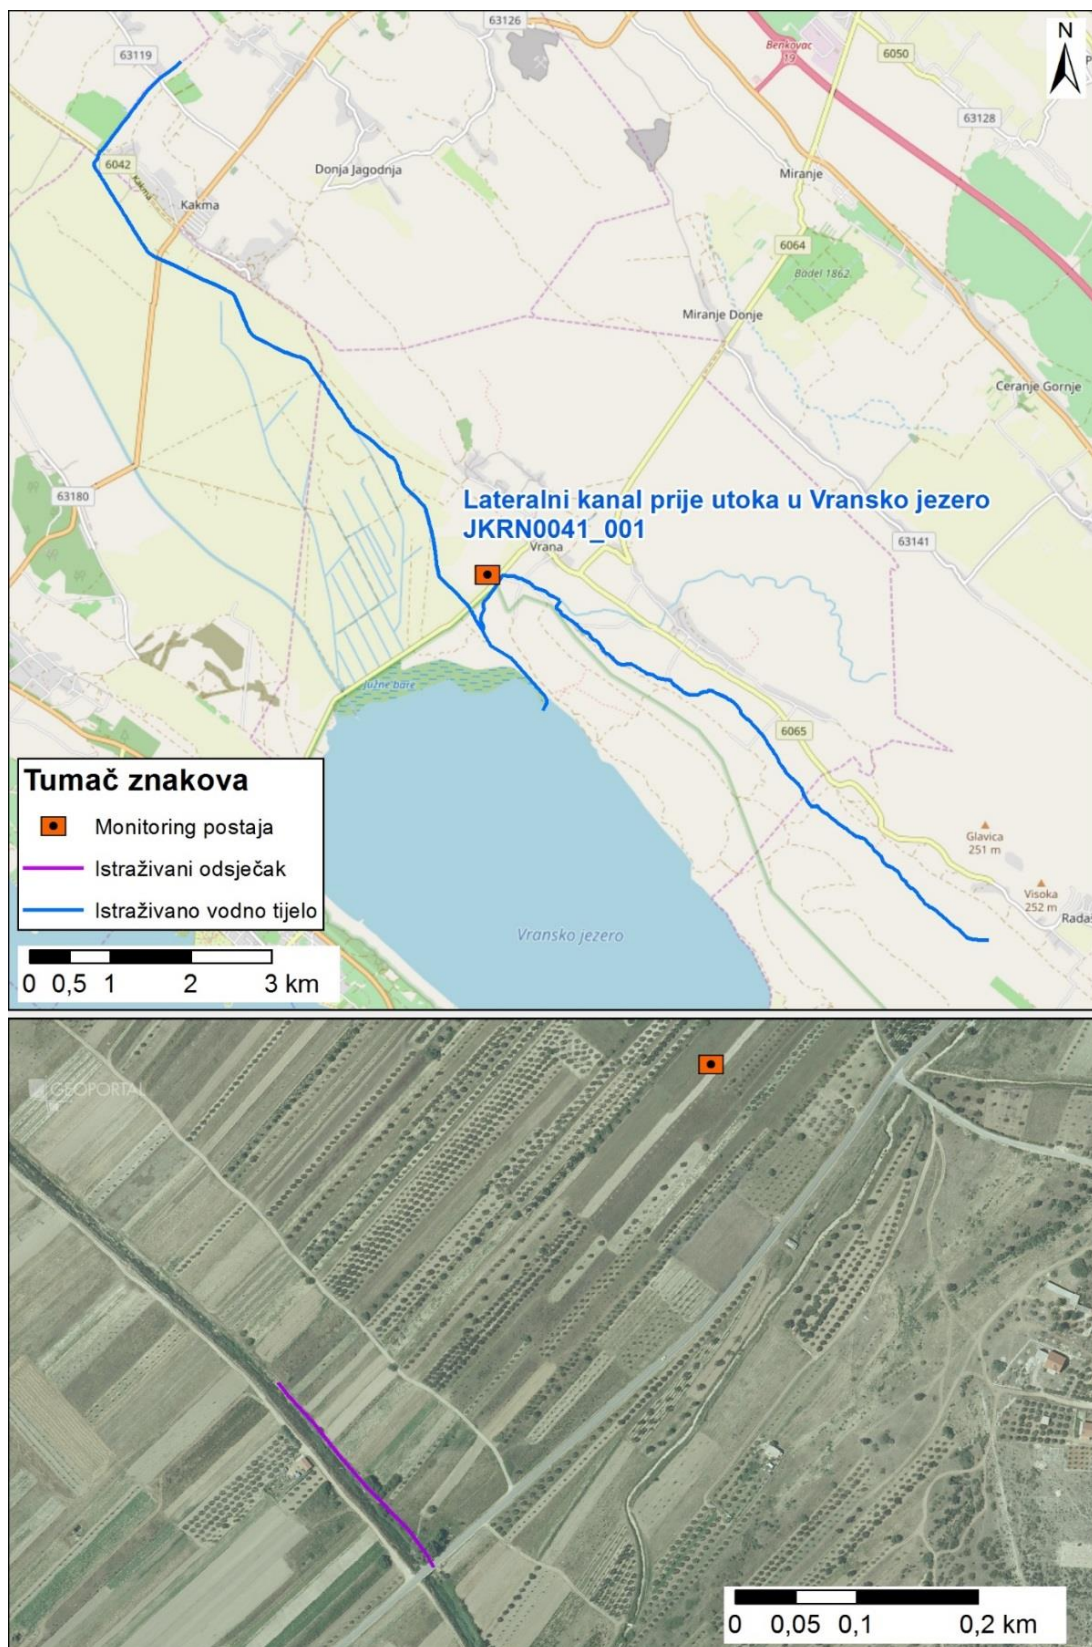 63126
N
63119
Benkovac
19
6050
63128
6042
Kakma
Donja Jagodnja
Miranje
Kakma
6064
Badel 1862
Miranje Donje
Ceranje Gornje
63180
Lateralni kanal prije utoka u Vransko jezero
JKRN0041_001
Vrana
63141
Južne bare
6065
Tumač znakova
Monitoring postaja
Istraživani odsječak
Istraživano vodno tijelo
Glavica
251 m
Visoka
252 m
Radaš
Vransko jezero
0 0,5 1 2 3 km
GEOPORTAL
0 0,05 0,1 0,2 km